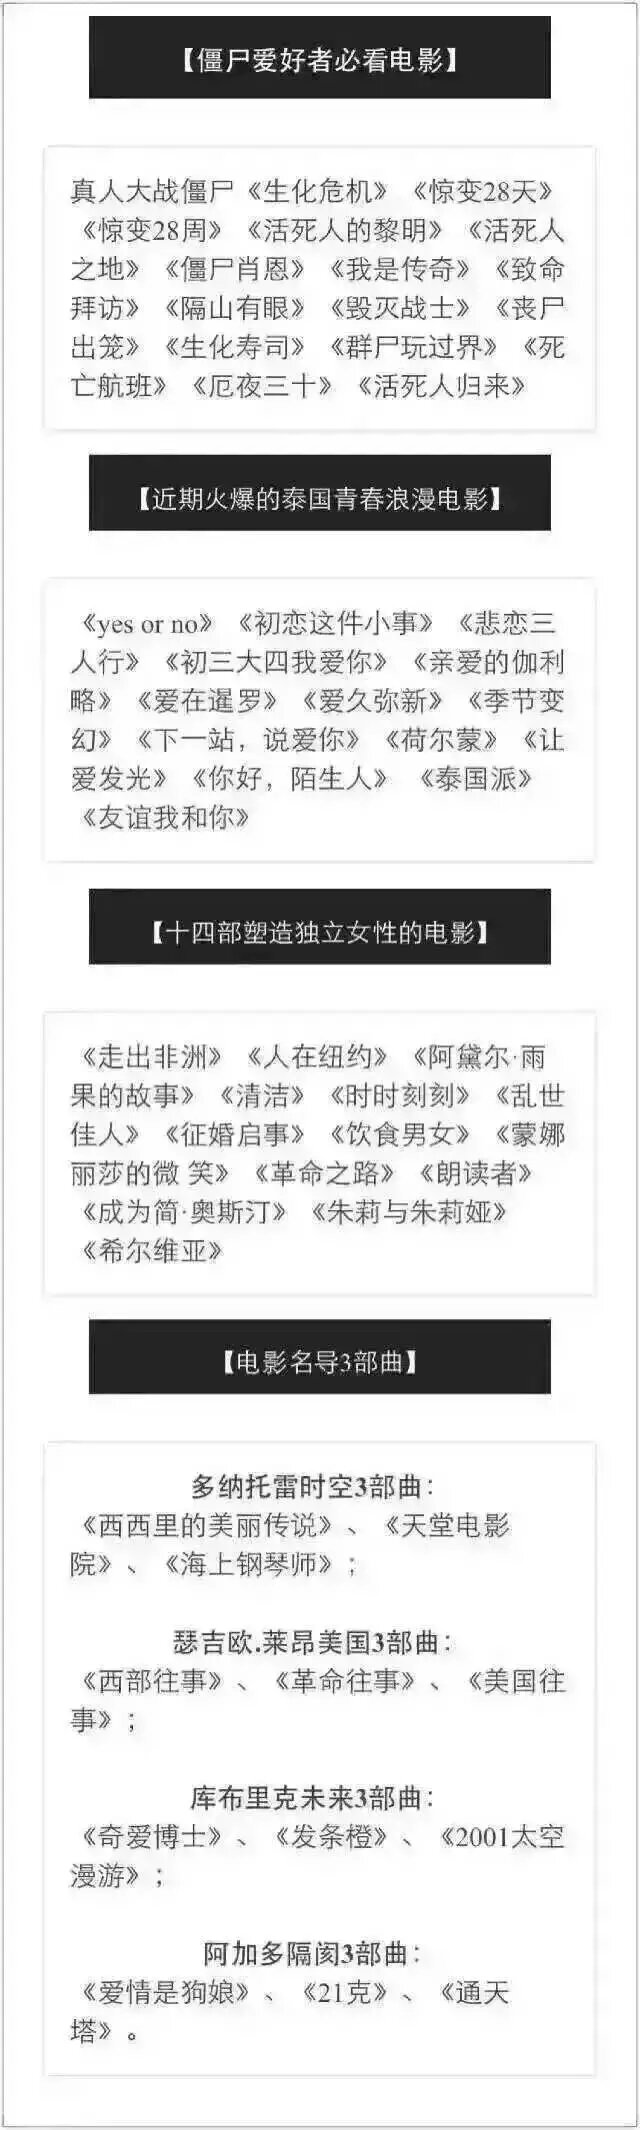 【僵尸爱好者必看电影】
真人大战僵尸《生化危机》《惊变28天》
《惊变28周》《活死人的黎明》《活死人
之地》《僵尸肖恩》《我是传奇》《致命
拜访》《隔山有眼》《毁灭战士》《丧尸
出笼》《生化寿司》《群尸玩过界》《死
亡航班》《厄夜三十》《活死人归来》
【近期火爆的泰国青春浪漫电影】
《yes or no》《初恋这件小事》《悲恋三
人行》《初三大四我爱你》《亲爱的伽利
略》《爱在暹罗》《爱久弥新》《季节变
幻》《下一站，说爱你》《荷尔蒙》《让
爱发光》《你好，陌生人》《泰国派》
《友谊我和你》
【十四部塑造独立女性的电影】
《走出非洲》《人在纽约》《阿黛尔·雨
果的故事》《清洁》《时时刻刻》《乱世
佳人》《征婚启事》《饮食男女》《蒙娜
丽莎的微 笑》《革命之路》《朗读者》
《成为简·奥斯汀》《朱莉与朱莉娅》
《希尔维亚》
【电影名导3部曲】
多纳托雷时空3部曲：
《西西里的美丽传说》、《天堂电影
院》、《海上钢琴师》；
瑟吉欧.莱昂美国3部曲：
《西部往事》、《革命往事》、《美国往
事》；
库布里克未来3部曲：
《奇爱博士》、《发条橙》、《2001太空
漫游》；
阿加多隔阂3部曲：
《爱情是狗娘》、《21克》、《通天
塔》。